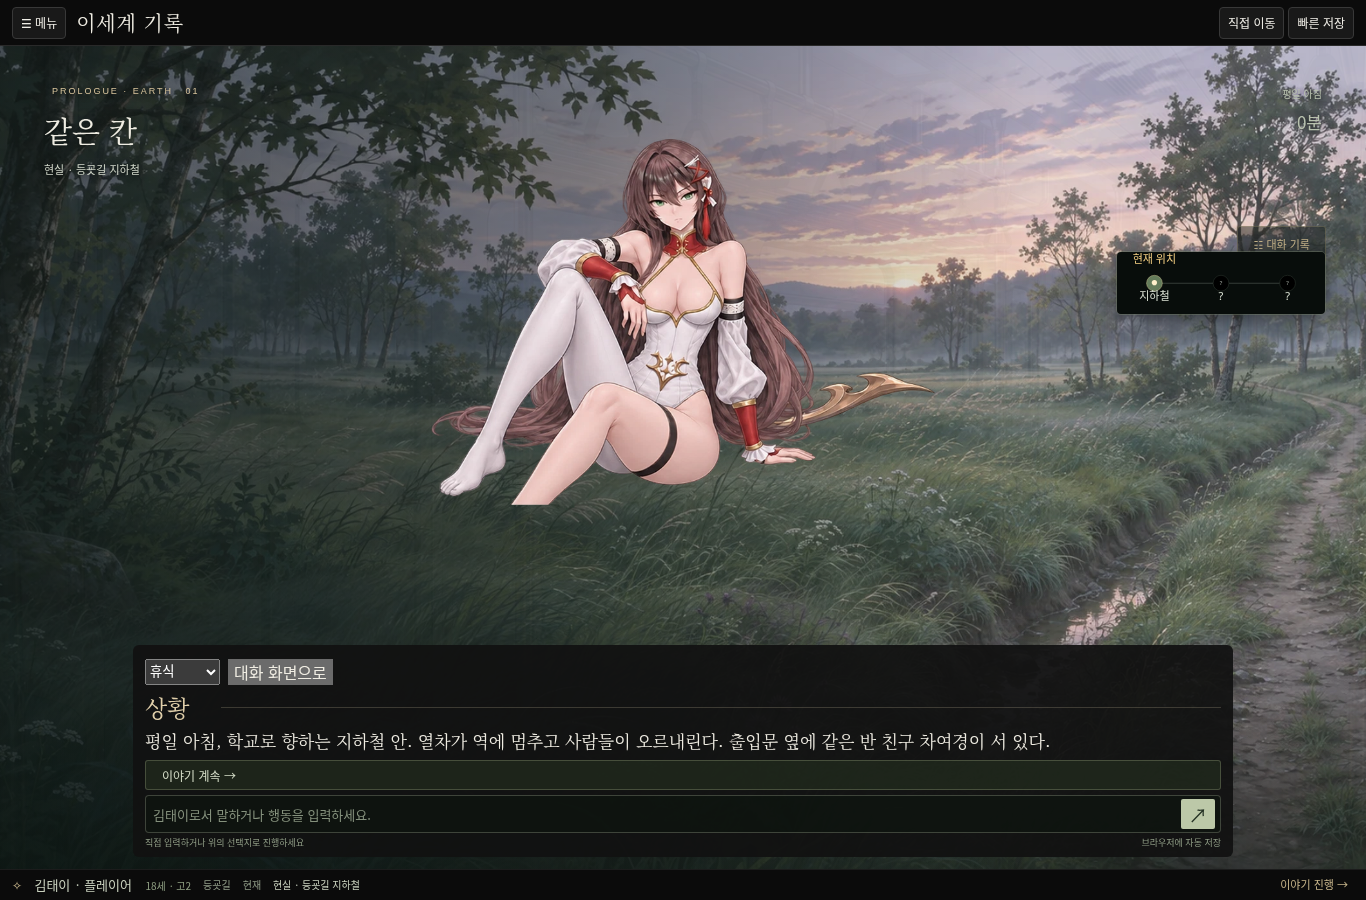 ☰ 메뉴 이세계 기록 직접 이동 빠른 저장
PROLOGUE · EARTH · 01
같은 칸
현실 · 등굣길 지하철
평일 아침
0분
☷ 대화 기록
현재 위치
? ?
지하철 ? ?
휴식 대화 화면으로
상황
평일 아침, 학교로 향하는 지하철 안. 열차가 역에 멈추고 사람들이 오르내린다. 출입문 옆에 같은 반 친구 차여경이 서 있다.
이야기 계속 →
김태이로서 말하거나 행동을 입력하세요. ↗
직접 입력하거나 위의 선택지로 진행하세요 브라우저에 자동 저장
✧ 김태이 · 플레이어 18세 · 고2 등굣길 현재 현실 · 등굣길 지하철 이야기 진행 →